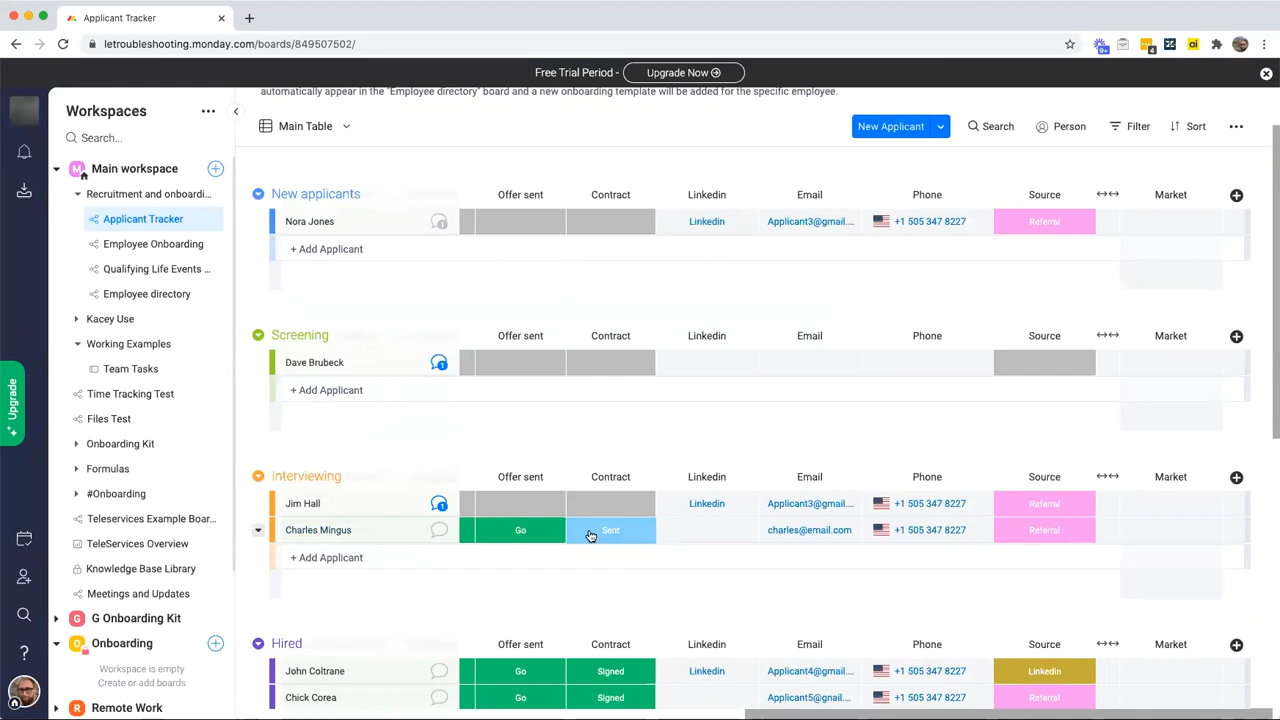 Applicant Tracker
letroubleshooting.monday.com/boards/849507502/
9+
4
ai
Free Trial Period -
Upgrade Now
Workspaces
Search...
M
Main workspace
Recruitment and onboardi...
Applicant Tracker
Employee Onboarding
Qualifying Life Events ...
Employee directory
Kacey Use
Working Examples
Team Tasks
Time Tracking Test
Files Test
Onboarding Kit
Formulas
#Onboarding
Teleservices Example Boar...
TeleServices Overview
Knowledge Base Library
Meetings and Updates
G
G Onboarding Kit
O
Onboarding
Workspace is empty
Create or add boards
R
Remote Work
Upgrade
?
automatically appear in the "Employee directory" board and a new onboarding template will be added for the specific employee.
Main Table
New Applicant
Search
Person
Filter
Sort
New applicants Offer sent Contract Linkedin Email Phone Source Market
Nora Jones 1 Linkedin Applicant3@gmail.... +1 505 347 8227 Referral
+ Add Applicant
Screening Offer sent Contract Linkedin Email Phone Source Market
Dave Brubeck 1
+ Add Applicant
Interviewing Offer sent Contract Linkedin Email Phone Source Market
Jim Hall 1 Linkedin Applicant3@gmail.... +1 505 347 8227 Referral
Charles Mingus Go Sent charles@email.com +1 505 347 8227 Referral
+ Add Applicant
Hired Offer sent Contract Linkedin Email Phone Source Market
John Coltrane Go Signed Linkedin Applicant4@gmail.... +1 505 347 8227 Linkedin
Chick Corea Go Signed Applicant5@gnail.... +1 505 347 8227 Referral